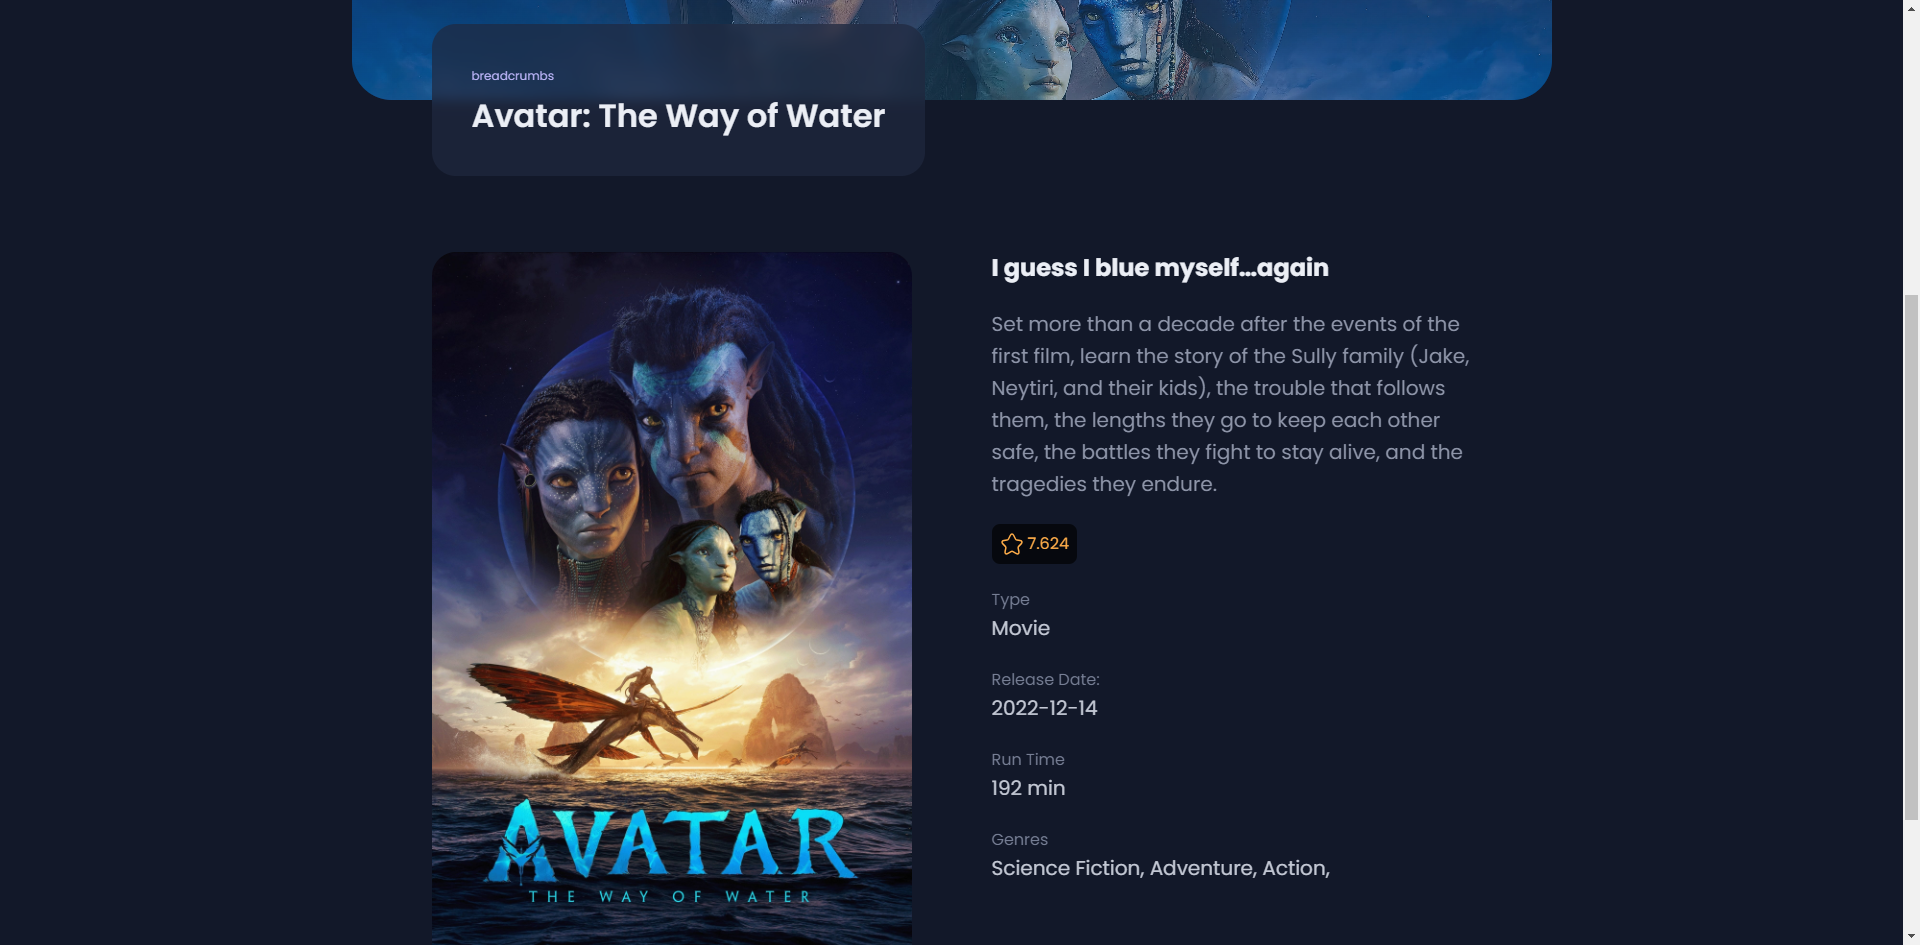 breadcrumbs
Avatar: The Way of Water
I guess I blue myself...again
Set more than a decade after the events of the
first film, learn the story of the Sully family (Jake,
Neytiri, and their kids), the trouble that follows
them, the lengths they go to keep each other
safe, the battles they fight to stay alive, and the
tragedies they endure.
7.624
Type
Movie
Release Date:
2022-12-14
Run Time
192 min
Genres
Science Fiction, Adventure, Action,
AVATAR
THE WAY OF WATER